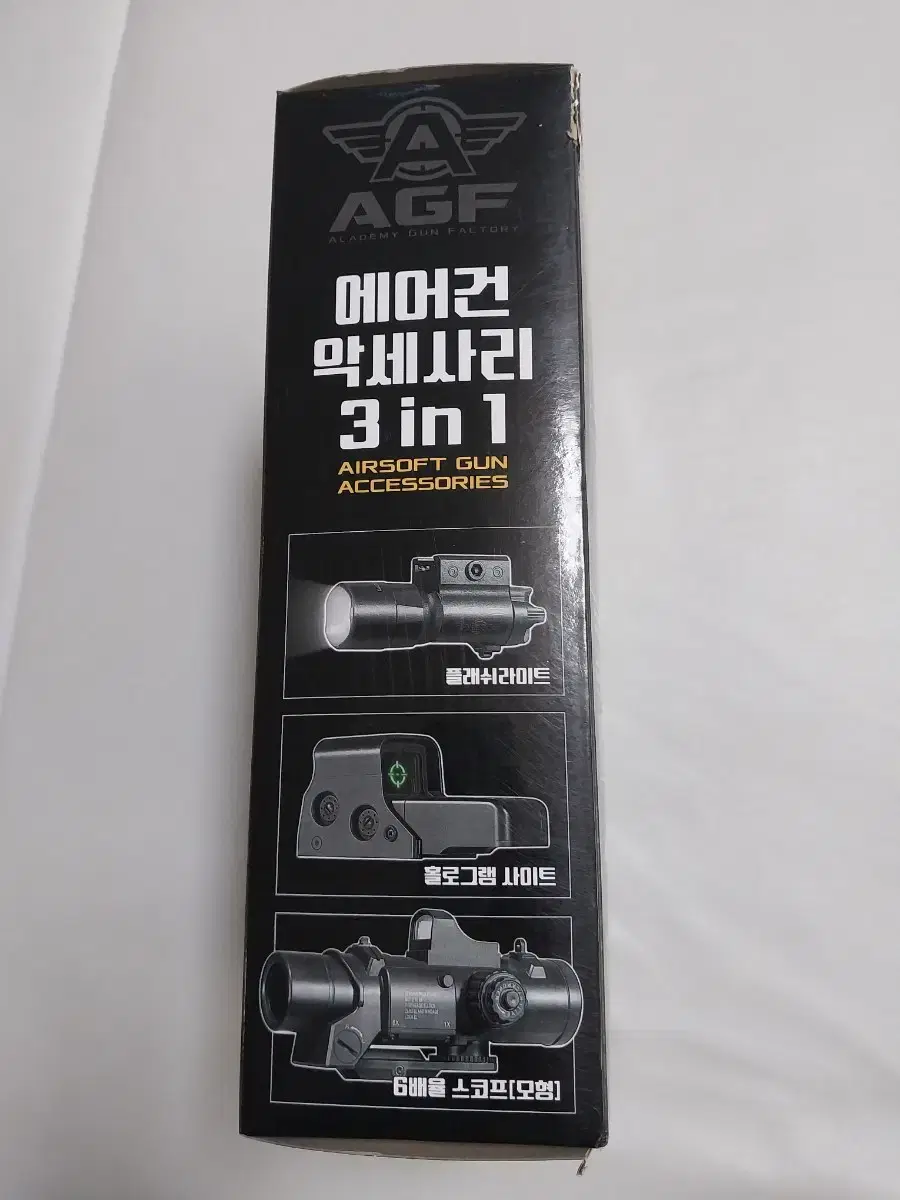 A
AGF
ACADEMY GUN FACTORY
에어건
악세사리
3 in 1
AIRSOFT GUN
ACCESSORIES
플래쉬라이트
홀로그램 사이트
6X 1X
6배율 스코프[모형]